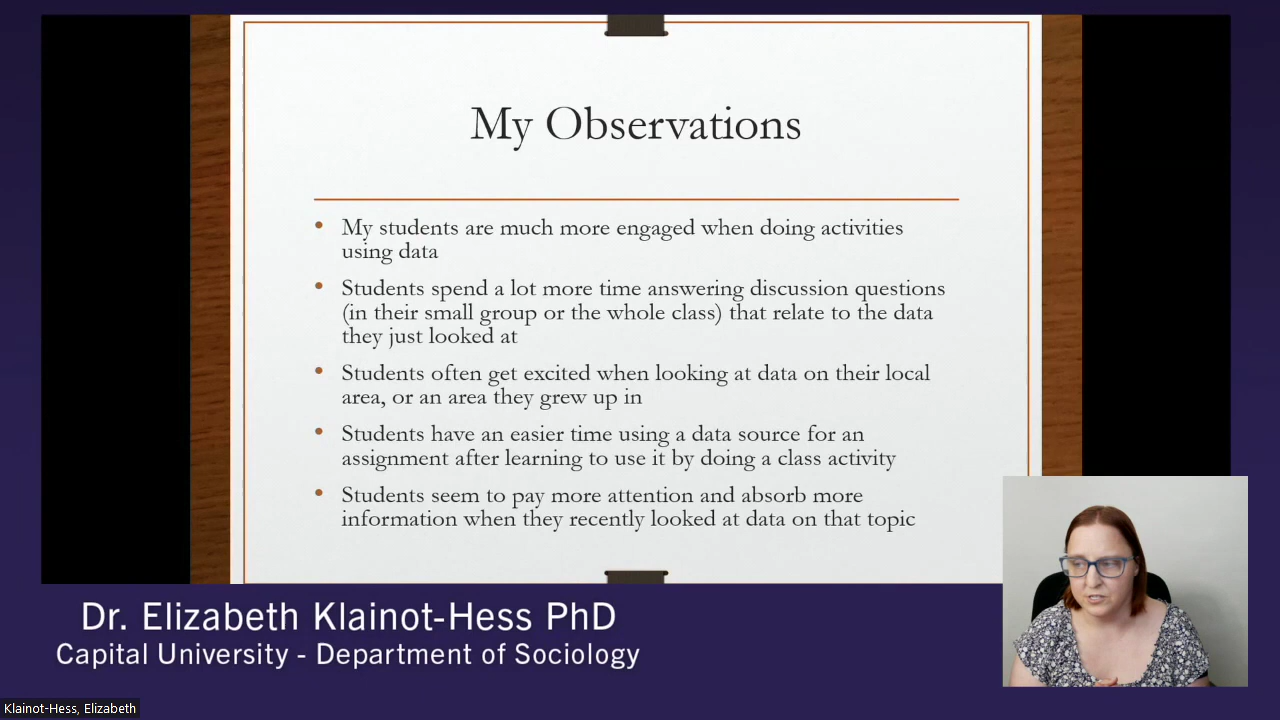 My Observations
• My students are much more engaged when doing activities
using data
• Students spend a lot more time answering discussion questions
(in their small group or the whole class) that relate to the data
they just looked at
• Students often get excited when looking at data on their local
area, or an area they grew up in
• Students have an easier time using a data source for an
assignment after learning to use it by doing a class activity
• Students seem to pay more attention and absorb more
information when they recently looked at data on that topic
Dr. Elizabeth Klainot-Hess PhD
Capital University - Department of Sociology
Klainot-Hess, Elizabeth